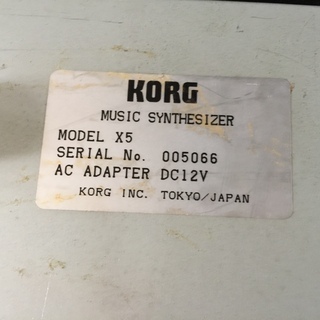 KORG
MUSIC SYNTHESIZER
MODEL X5
SERIAL No. 005066
AC ADAPTER DC12V
KORG INC. TOKYO/JAPAN